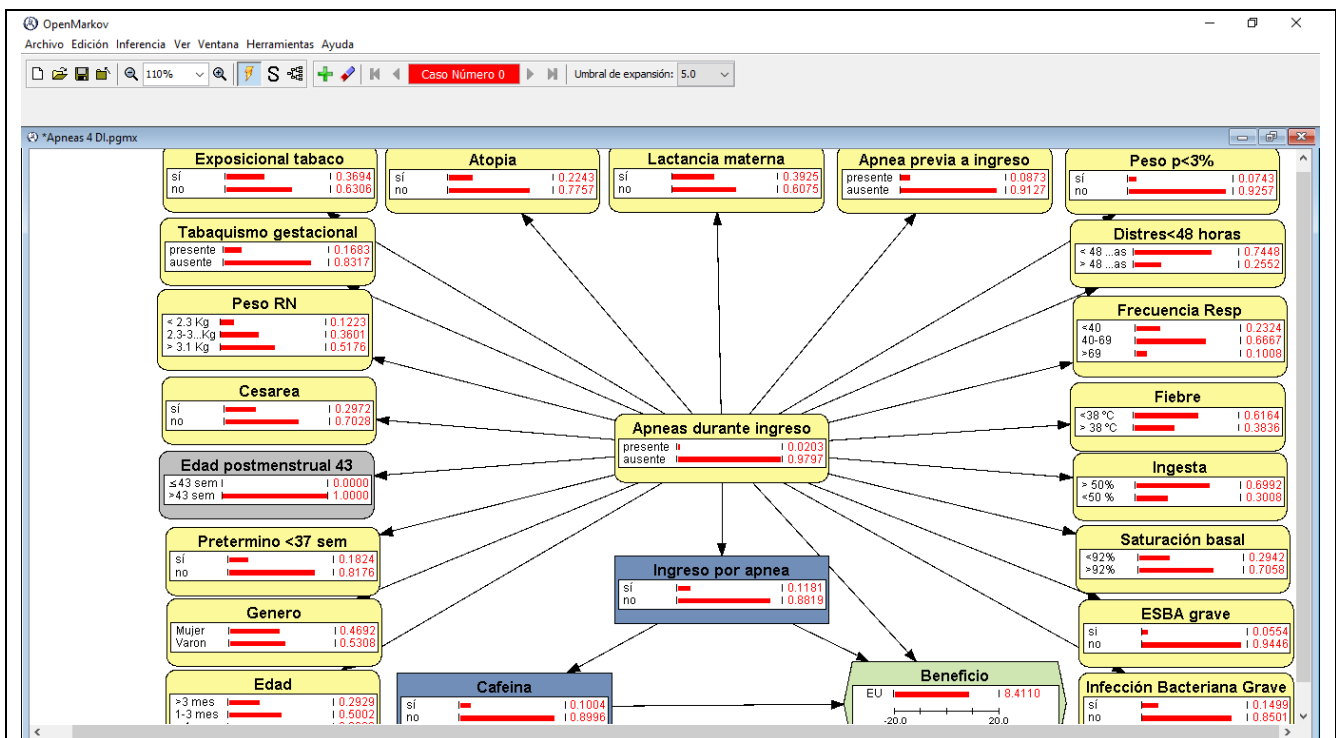 OpenMarkov
Archivo Edición Inferencia Ver Ventana Herramientas Ayuda
110% S Caso Número 0 Umbral de expansión: 5.0
*Apneas 4 DI.pgmx
Exposicional tabaco
sí 0.3694
no 0.6306
Atopia
sí 0.2243
no 0.7757
Lactancia materna
sí 0.3925
no 0.6075
Apnea previa a ingreso
presente 0.0873
ausente 0.9127
Peso p<3%
sí 0.0743
no 0.9257
Tabaquismo gestacional
presente 0.1683
ausente 0.8317
Distres<48 horas
< 48 ...as 0.7448
> 48 ...as 0.2552
Peso RN
< 2.3 Kg 0.1223
2.3-3...Kg 0.3601
> 3.1 Kg 0.5176
Frecuencia Resp
<40 0.2324
40-69 0.6667
>69 0.1008
Cesarea
sí 0.2972
no 0.7028
Apneas durante ingreso
presente 0.0203
ausente 0.9797
Fiebre
<38 ºC 0.6164
> 38 ºC 0.3836
Edad postmenstrual 43
≤43 sem 0.0000
>43 sem 1.0000
Ingesta
> 50% 0.6992
<50 % 0.3008
Pretermino <37 sem
sí 0.1824
no 0.8176
Ingreso por apnea
sí 0.1181
no 0.8819
Saturación basal
<92% 0.2942
>92% 0.7058
Genero
Mujer 0.4692
Varon 0.5308
ESBA grave
si 0.0554
no 0.9446
Edad
>3 mes 0.2929
1-3 mes 0.5002
Cafeina
sí 0.1004
no 0.8996
Beneficio
EU 8.4110
-20.0 20.0
Infección Bacteriana Grave
sí 0.1499
no 0.8501